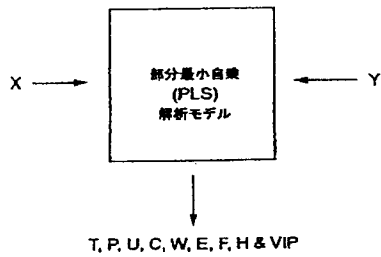 部分最小自乗
(PLS)
解析モデル
X
Y
T, P, U, C, W, E, F, H & VIP